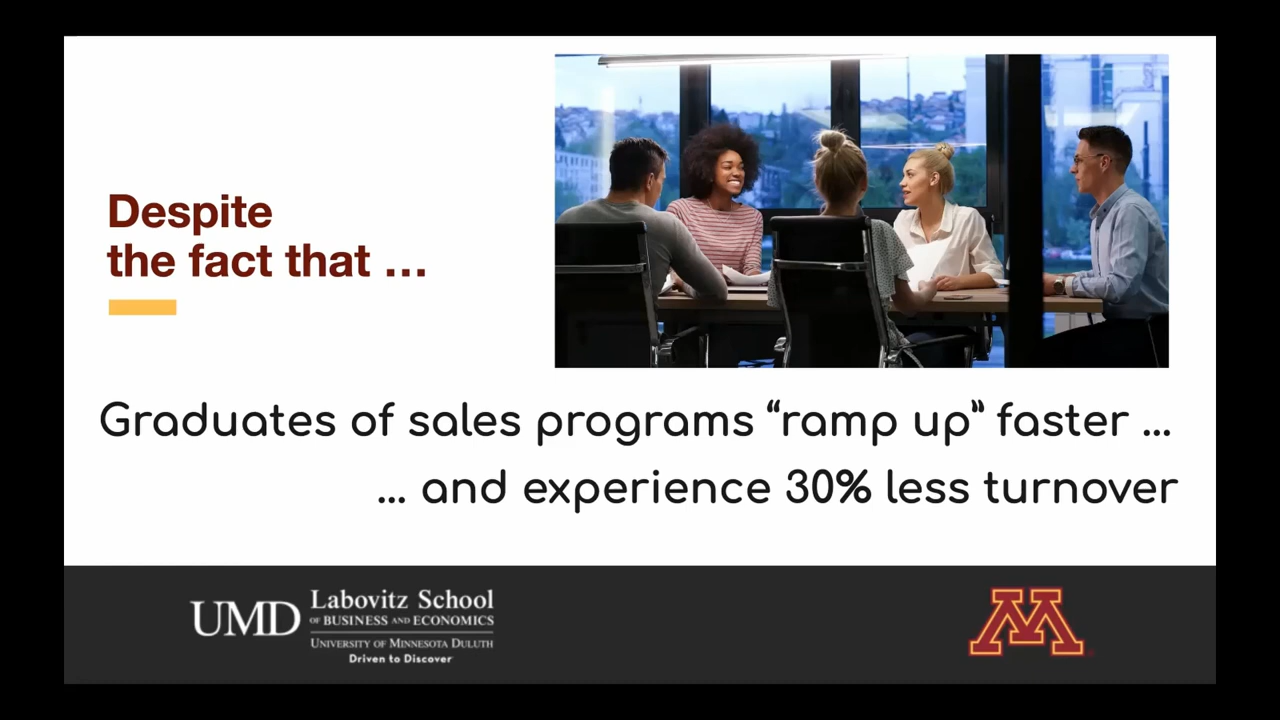 Despite
the fact that ...
Graduates of sales programs “ramp up” faster ...
... and experience 30% less turnover
UMD
Labovitz School
OF BUSINESS AND ECONOMICS
UNIVERSITY OF MINNESOTA DULUTH
Driven to Discover
M